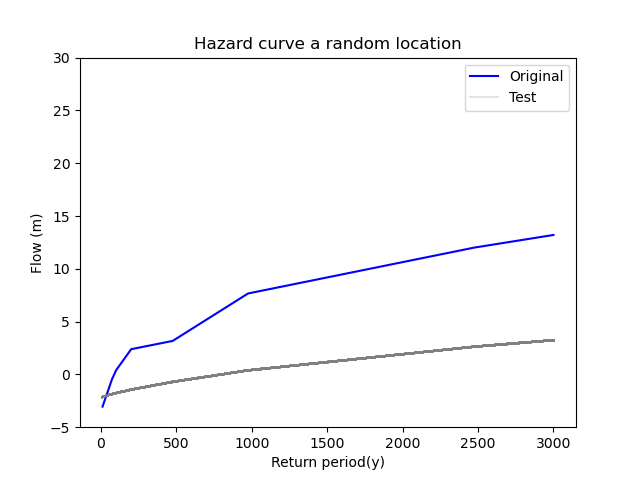 Hazard curve a random location
30
25
20
15
10
5
0
−5
Flow (m)
Original
Test
0 500 1000 1500 2000 2500 3000
Return period(y)